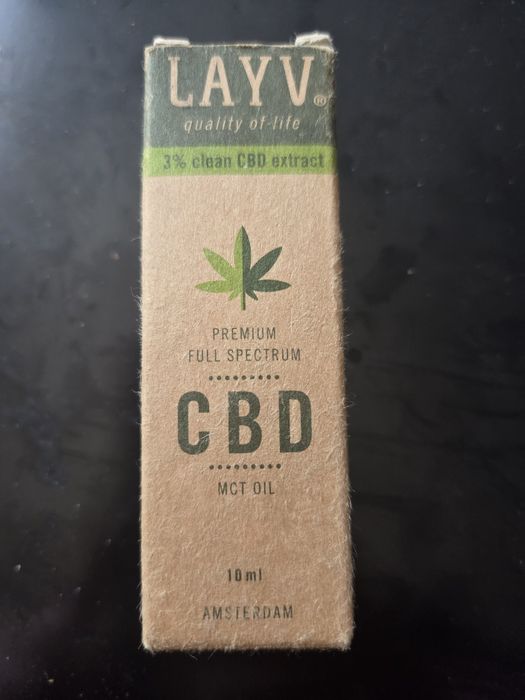 LAYV®
quality of life
3% clean CBD extract
PREMIUM
FULL SPECTRUM
CBD
MCT OIL
10ml
AMSTERDAM